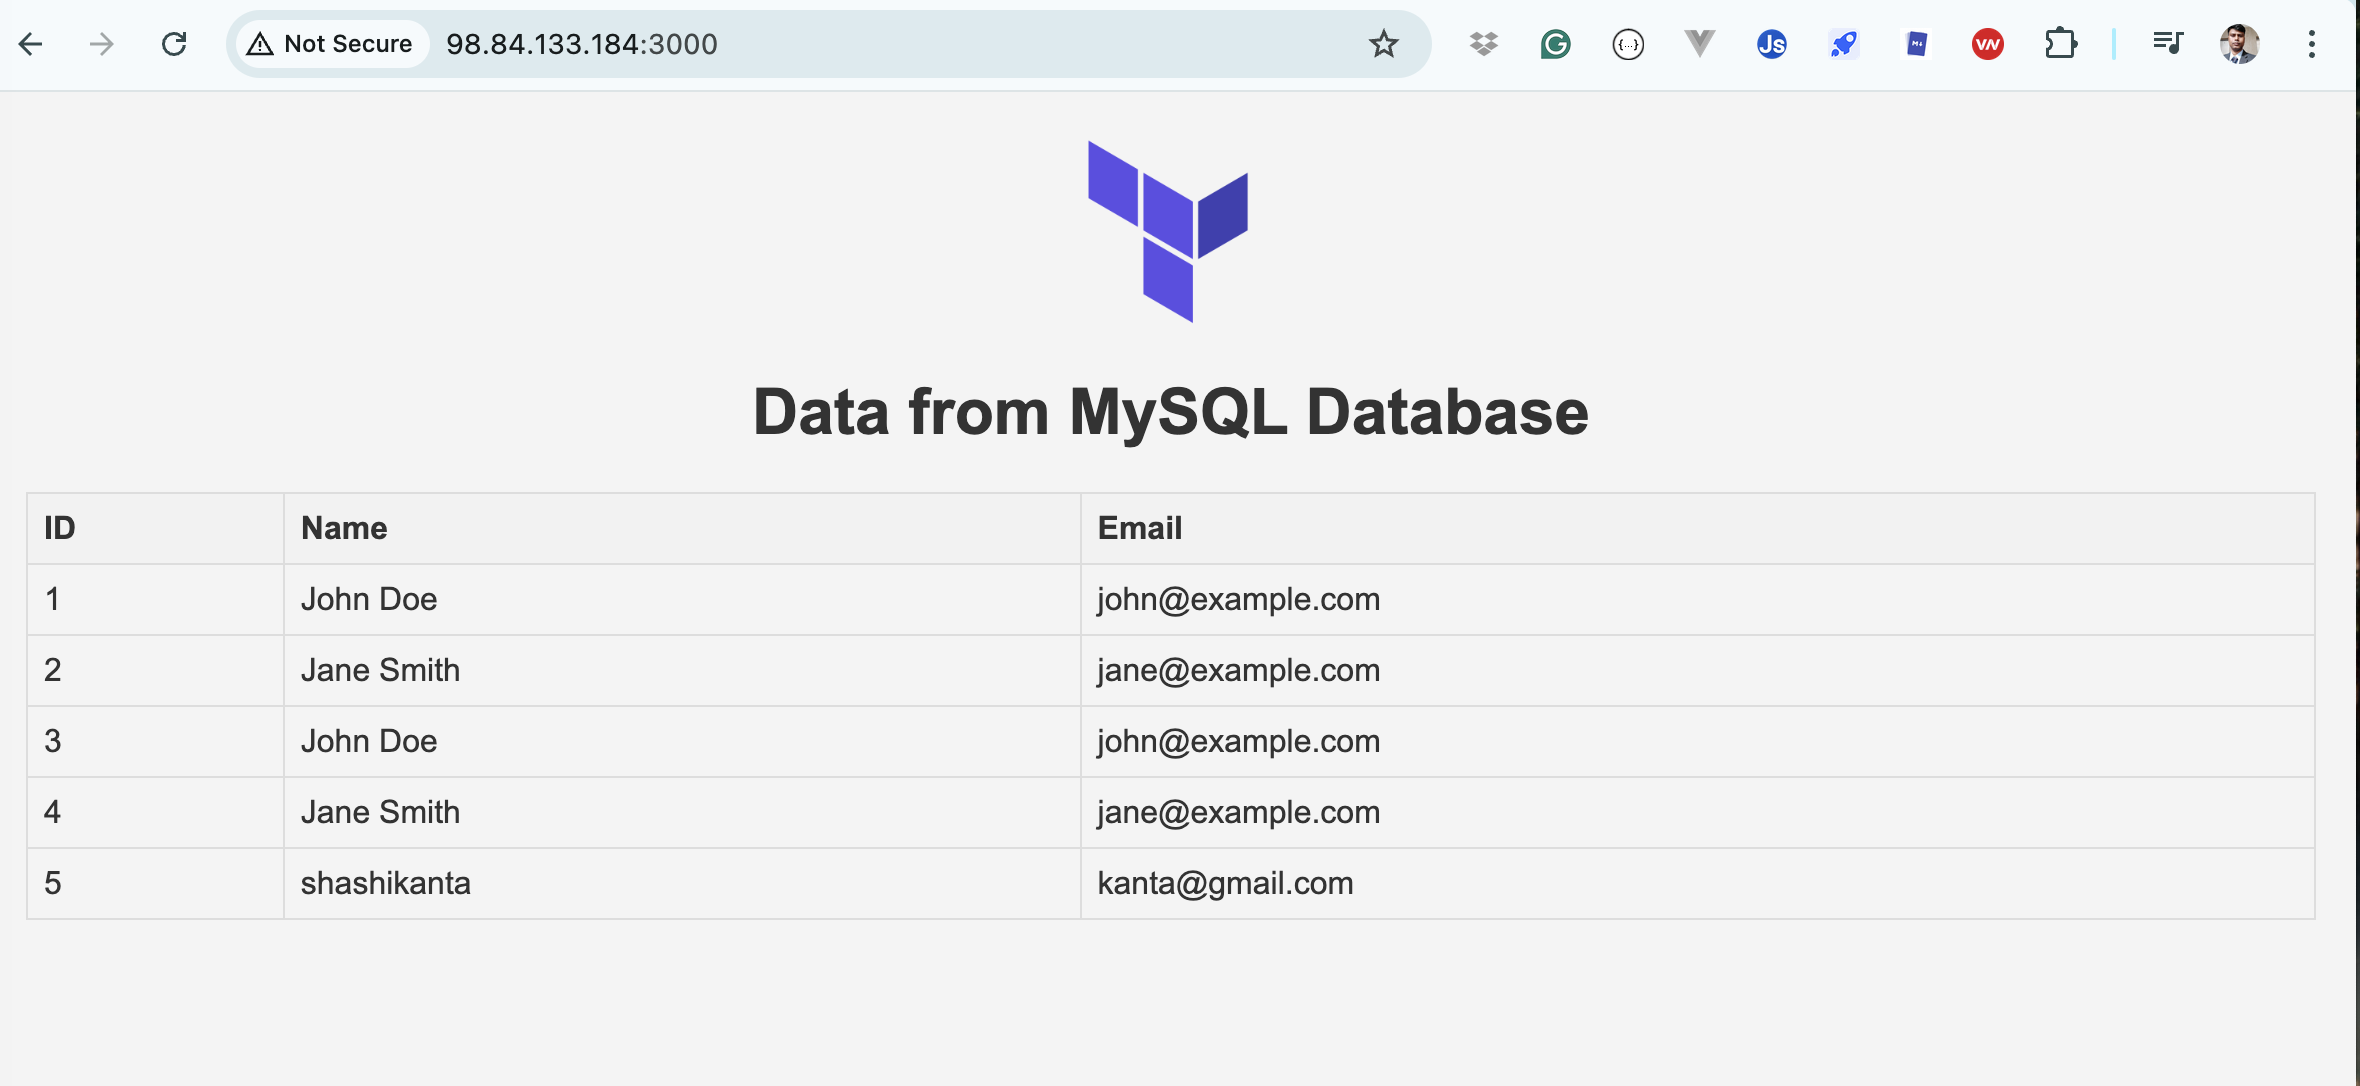 Not Secure 98.84.133.184:3000
Data from MySQL Database
ID Name Email
1 John Doe john@example.com
2 Jane Smith jane@example.com
3 John Doe john@example.com
4 Jane Smith jane@example.com
5 shashikanta kanta@gmail.com